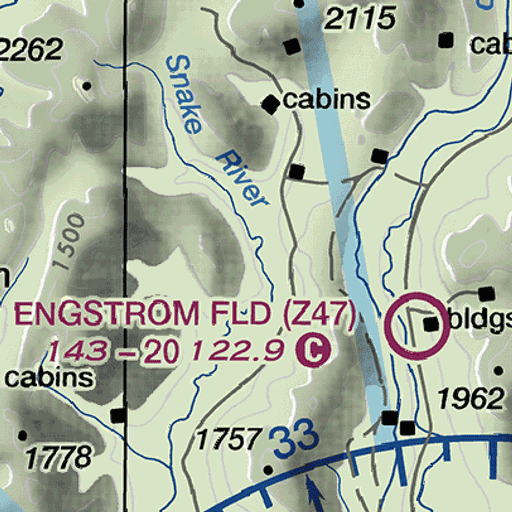 2115
2262
cab
Snake
River
cabins
1500
n
ENGSTROM FLD (Z47)
143 – 20 122.9 C
bldgs
cabins
1962
1757
33
1778